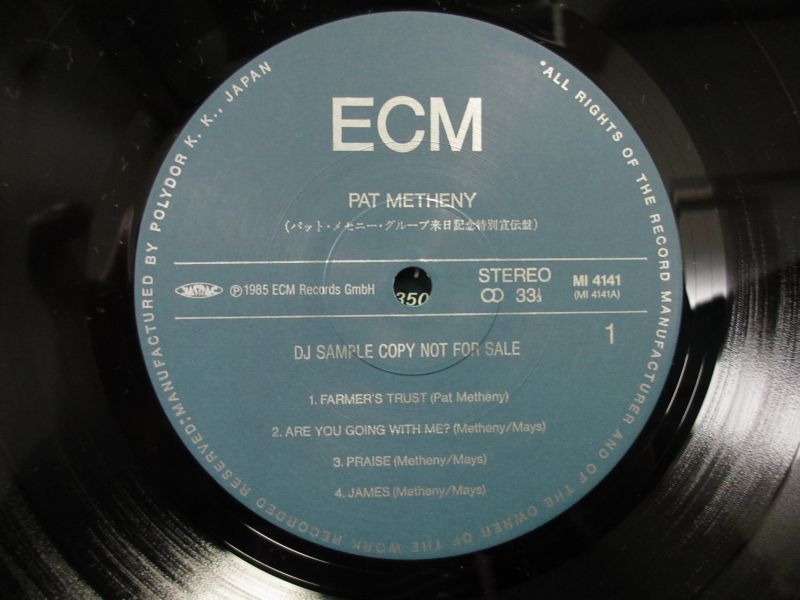 ECM
PAT METHENY
(パット・メセニー・グループ来日記念特別宣伝盤)
JASRAC
Ⓟ1985 ECM Records GmbH
350
STEREO
33⅓
MI 4141
(MI 4141A)
1
DJ SAMPLE COPY NOT FOR SALE
1. FARMER'S TRUST (Pat Metheny)
2. ARE YOU GOING WITH ME? (Metheny/Mays)
3. PRAISE (Metheny/Mays)
4. JAMES (Metheny/Mays)
*ALL RIGHTS OF THE RECORD MANUFACTURER AND OF THE OWNER OF THE WORK RECORDED RESERVED·MANUFACTURED BY POLYDOR K. K., JAPAN